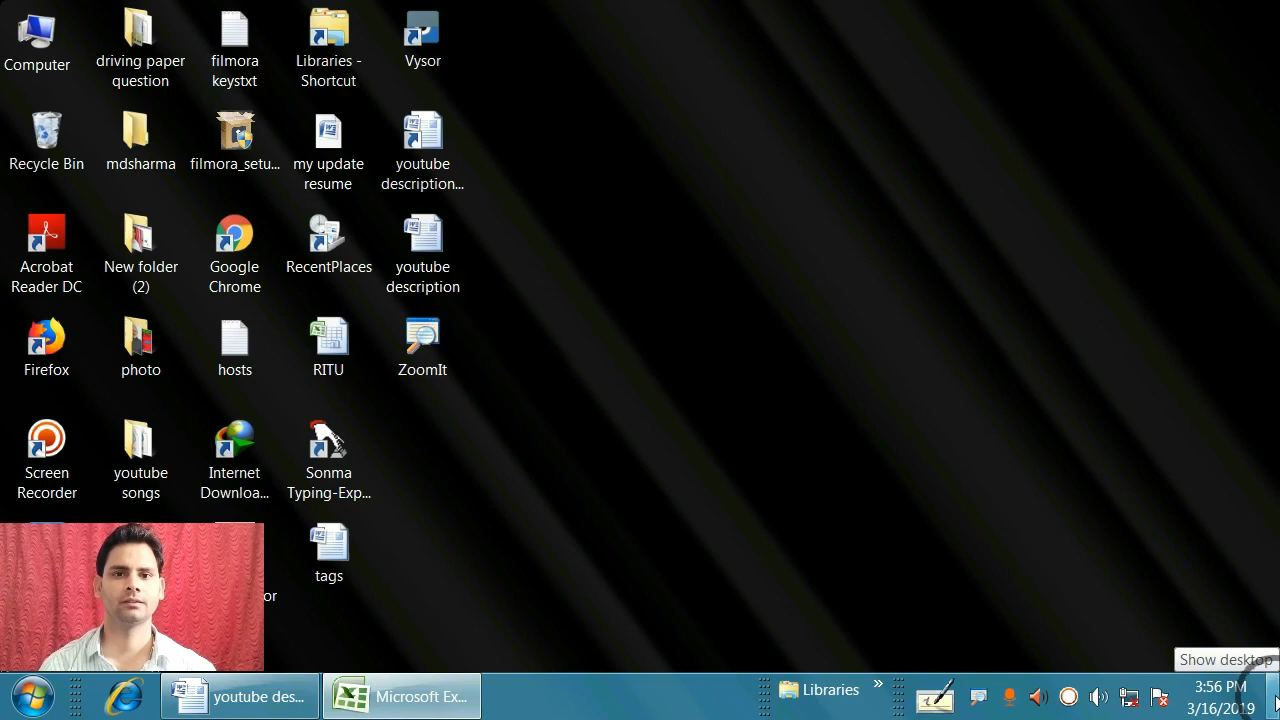 Computer
driving paper
question
filmora
keystxt
Libraries -
Shortcut
Vysor
Recycle Bin
mdsharma
filmora_setu...
my update
resume
youtube
description...
Acrobat
Reader DC
New folder
(2)
Google
Chrome
RecentPlaces
youtube
description
Firefox
photo
hosts
RITU
ZoomIt
Screen
Recorder
youtube
songs
Internet
Downloa...
Sonma
Typing-Exp...
tags
or
Show desktop
youtube des...
Microsoft Ex...
Libraries
»
3:56 PM
3/16/2019